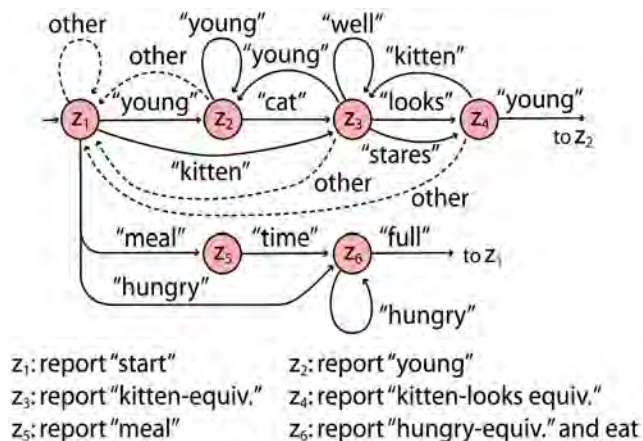 other
"young"
"well"
other
"young"
"kitten"
z₁
"young"
z₂
"cat"
z₃
"looks"
z₄
"young"
to z₂
"kitten"
"stares"
other
other
"meal"
z₅
"time"
z₆
"full"
to z₁
"hungry"
"hungry"
z₁: report "start"
z₂: report "young"
z₃: report "kitten-equiv."
z₄: report "kitten-looks equiv."
z₅: report "meal"
z₆: report "hungry-equiv." and eat